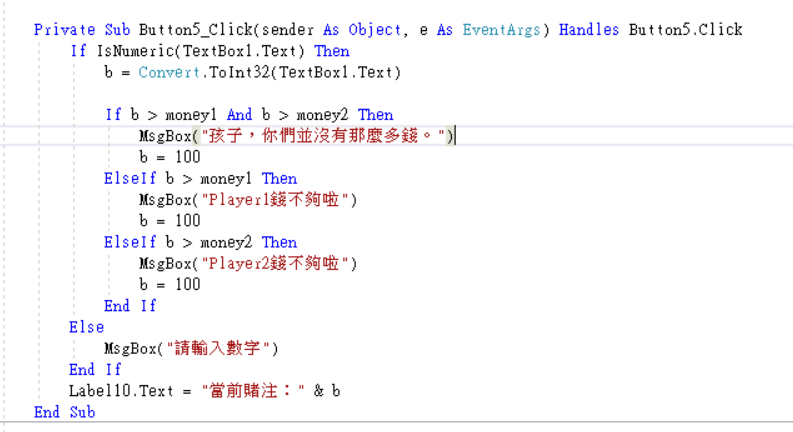 Private Sub Button5_Click(sender As Object, e As EventArgs) Handles Button5.Click
If IsNumeric(TextBox1.Text) Then
b = Convert.ToInt32(TextBox1.Text)
If b > money1 And b > money2 Then
MsgBox("孩子，你們並沒有那麼多錢。")
b = 100
ElseIf b > money1 Then
MsgBox("Player1錢不夠啦")
b = 100
ElseIf b > money2 Then
MsgBox("Player2錢不夠啦")
b = 100
End If
Else
MsgBox("請輸入數字")
End If
Label10.Text = "當前賭注：" & b
End Sub